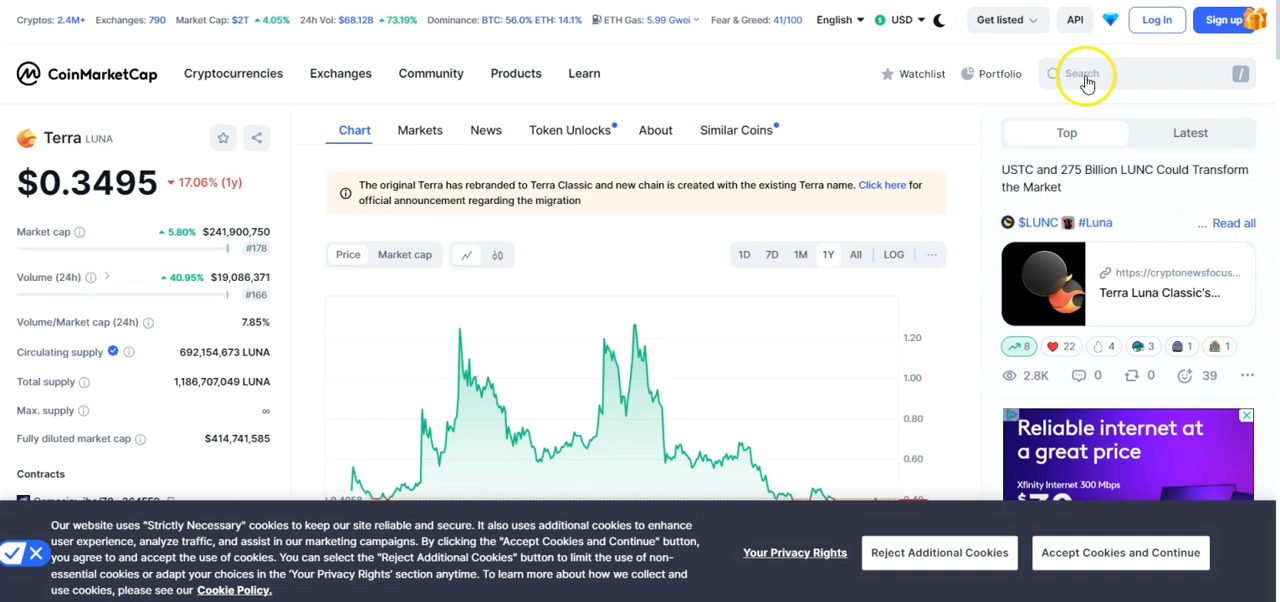 Cryptos: 2.4M+ Exchanges: 790 Market Cap: $2T 4.05% 24h Vol: $68.12B 73.19% Dominance: BTC: 56.0% ETH: 14.1% ETH Gas: 5.99 Gwei Fear & Greed: 41/100 English USD Get listed API Log In Sign up
CoinMarketCap Cryptocurrencies Exchanges Community Products Learn Watchlist Portfolio Search /
Terra LUNA
$0.3495 17.06% (1y)
Market cap 5.80% $241,900,750
#178
Volume (24h) 40.95% $19,086,371
#166
Volume/Market cap (24h) 7.85%
Circulating supply 692,154,673 LUNA
Total supply 1,186,707,049 LUNA
Max. supply ∞
Fully diluted market cap $414,741,585
Contracts
Chart Markets News Token Unlocks About Similar Coins
The original Terra has rebranded to Terra Classic and new chain is created with the existing Terra name. Click here for
official announcement regarding the migration
Price Market cap 1D 7D 1M 1Y All LOG ...
1.20
1.00
0.80
0.60
Top Latest
USTC and 275 Billion LUNC Could Transform
the Market
$LUNC #Luna ... Read all
https://cryptonewsfocus...
Terra Luna Classic's...
8 22 4 3 1 1
2.8K 0 0 39 ...
Reliable internet at
a great price
Xfinity Internet 300 Mbps
Our website uses "Strictly Necessary" cookies to keep our site reliable and secure. It also uses additional cookies to enhance
user experience, analyze traffic, and assist in our marketing campaigns. By clicking the "Accept Cookies and Continue" button,
you agree to and accept the use of cookies. You can select the "Reject Additional Cookies" button to limit the use of non-
essential cookies or adapt your choices in the 'Your Privacy Rights' section anytime. To learn more about how we collect and
use cookies, please see our Cookie Policy.
Your Privacy Rights Reject Additional Cookies Accept Cookies and Continue